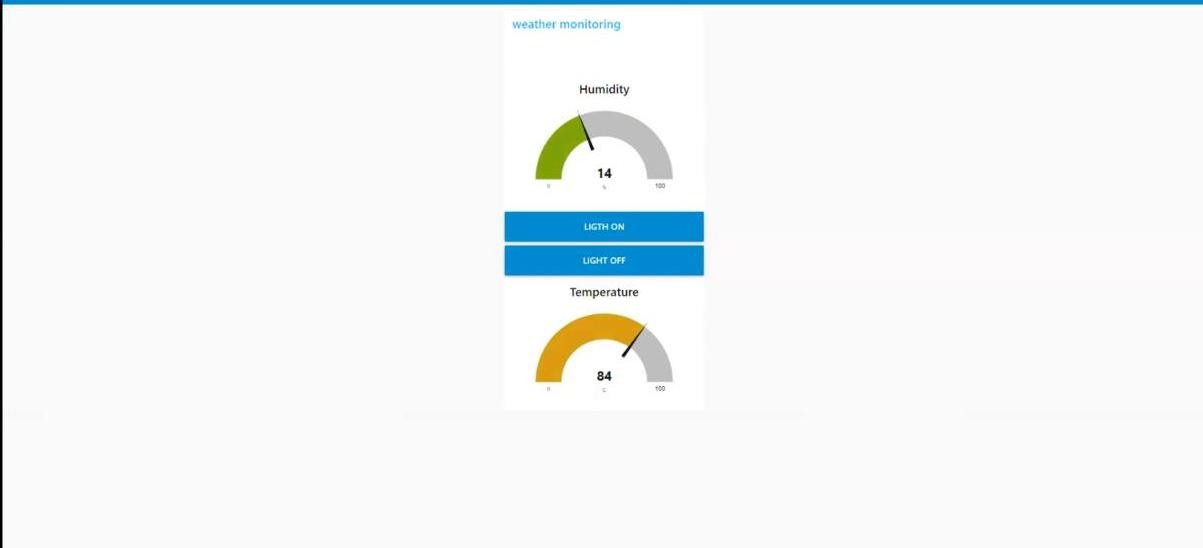 weather monitoring
Humidity
14
0
%
100
LIGTH ON
LIGHT OFF
Temperature
84
0
C
100